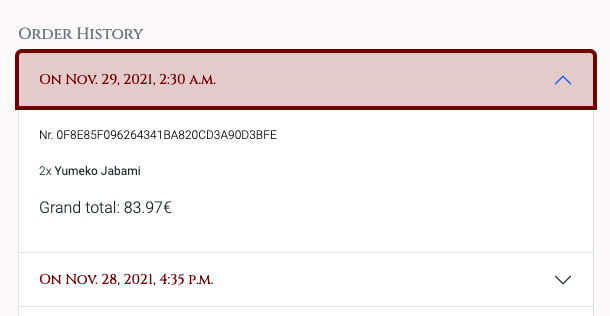 Order History
On Nov. 29, 2021, 2:30 a.m.
Nr. 0F8E85F096264341BA820CD3A90D3BFE
2x Yumeko Jabami
Grand total: 83.97€
On Nov. 28, 2021, 4:35 p.m.